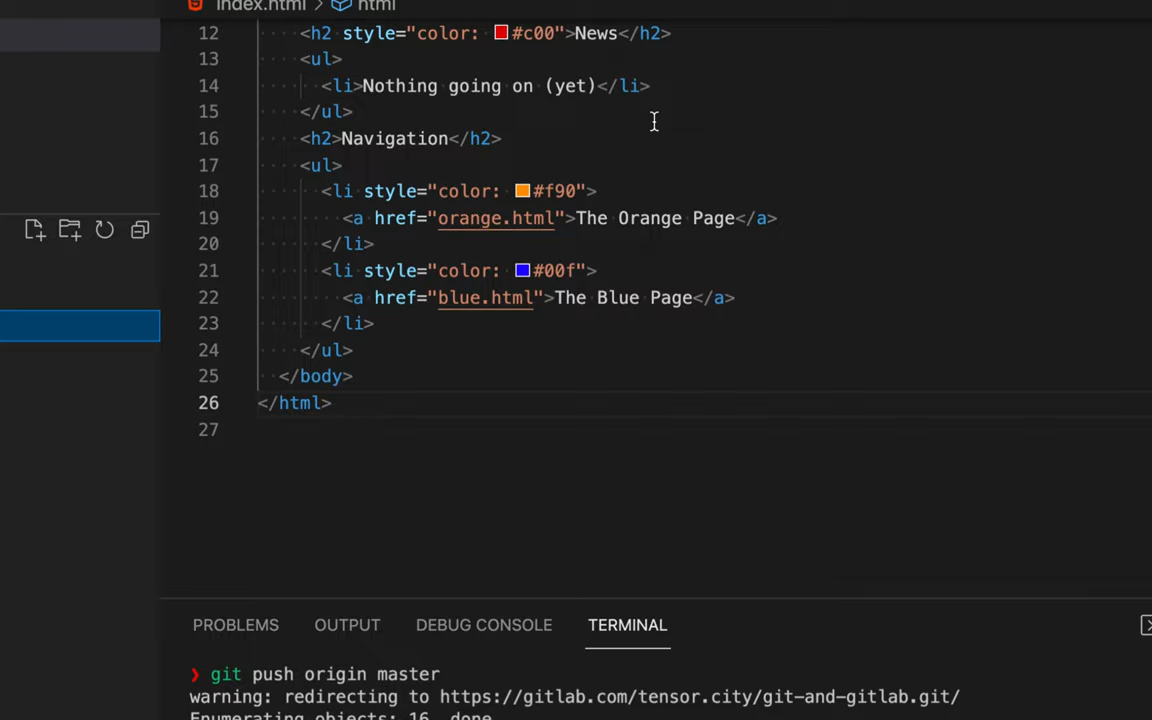 index.html > html
12 <h2 style="color: #c00">News</h2>
13 <ul>
14 <li>Nothing going on (yet)</li>
15 </ul>
16 <h2>Navigation</h2>
17 <ul>
18 <li style="color: #f90">
19 <a href="orange.html">The Orange Page</a>
20 </li>
21 <li style="color: #00f">
22 <a href="blue.html">The Blue Page</a>
23 </li>
24 </ul>
25 </body>
26 </html>
27
PROBLEMS OUTPUT DEBUG CONSOLE TERMINAL
❯ git push origin master
warning: redirecting to https://gitlab.com/tensor.city/git-and-gitlab.git/
Enumerating objects: 16, done.